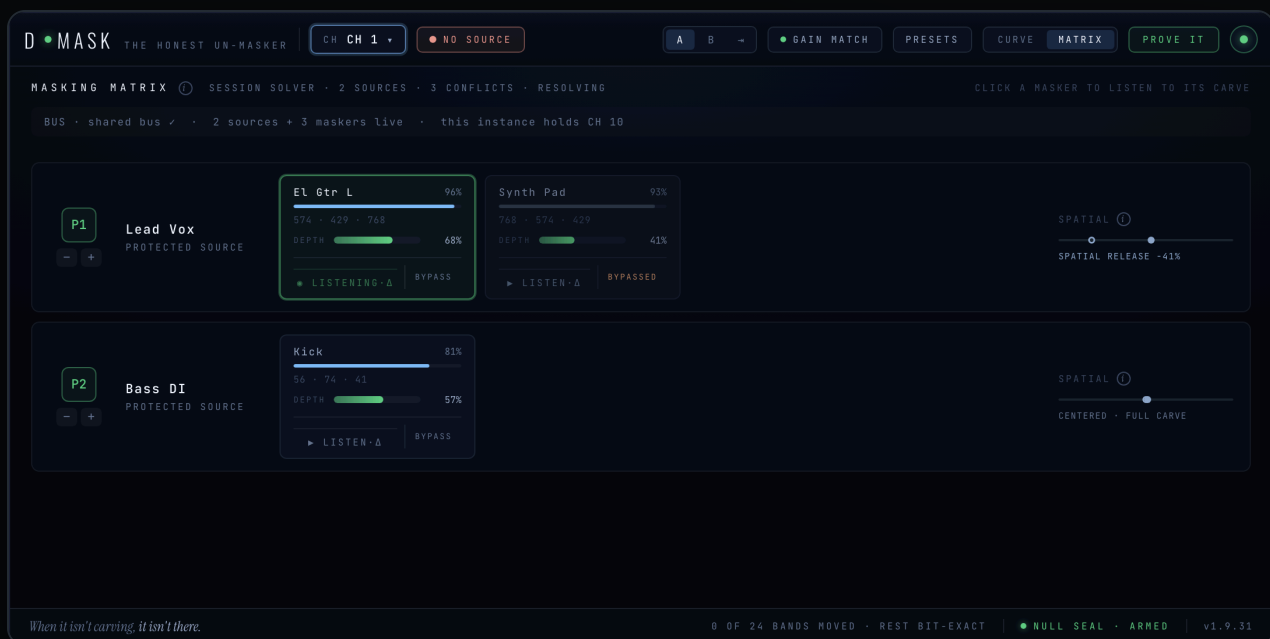 D MASK THE HONEST UN-MASKER CH CH 1 ▾ NO SOURCE A B ⇥ GAIN MATCH PRESETS CURVE MATRIX PROVE IT
MASKING MATRIX i SESSION SOLVER · 2 SOURCES · 3 CONFLICTS · RESOLVING CLICK A MASKER TO LISTEN TO ITS CARVE
BUS · shared bus ✓ · 2 sources + 3 maskers live · this instance holds CH 10
P1
− +
Lead Vox
PROTECTED SOURCE
El Gtr L 96%
574 · 429 · 768
DEPTH 68%
◉ LISTENING·Δ BYPASS
Synth Pad 93%
768 · 574 · 429
DEPTH 41%
▶ LISTEN·Δ BYPASSED
SPATIAL i
SPATIAL RELEASE -41%
P2
− +
Bass DI
PROTECTED SOURCE
Kick 81%
56 · 74 · 41
DEPTH 57%
▶ LISTEN·Δ BYPASS
SPATIAL i
CENTERED · FULL CARVE
When it isn't carving, it isn't there. 0 OF 24 BANDS MOVED · REST BIT-EXACT NULL SEAL · ARMED v1.9.31